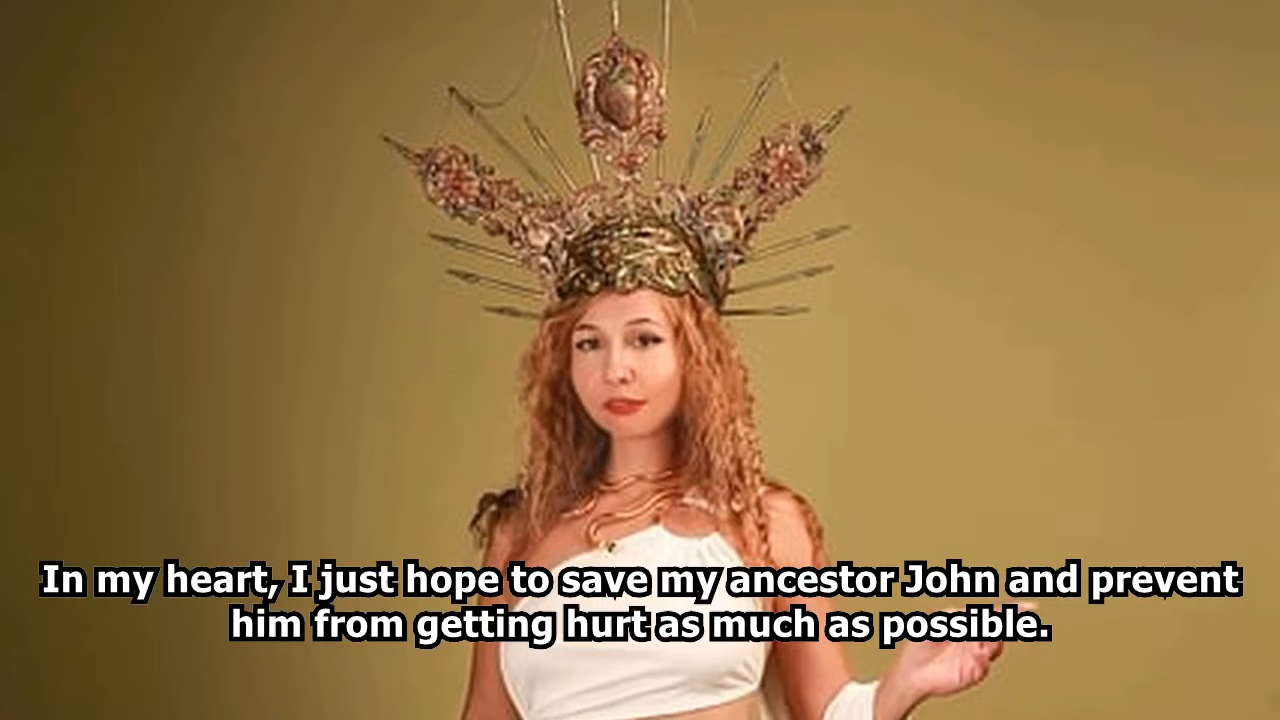 In my heart, I just hope to save my ancestor John and prevent
him from getting hurt as much as possible.